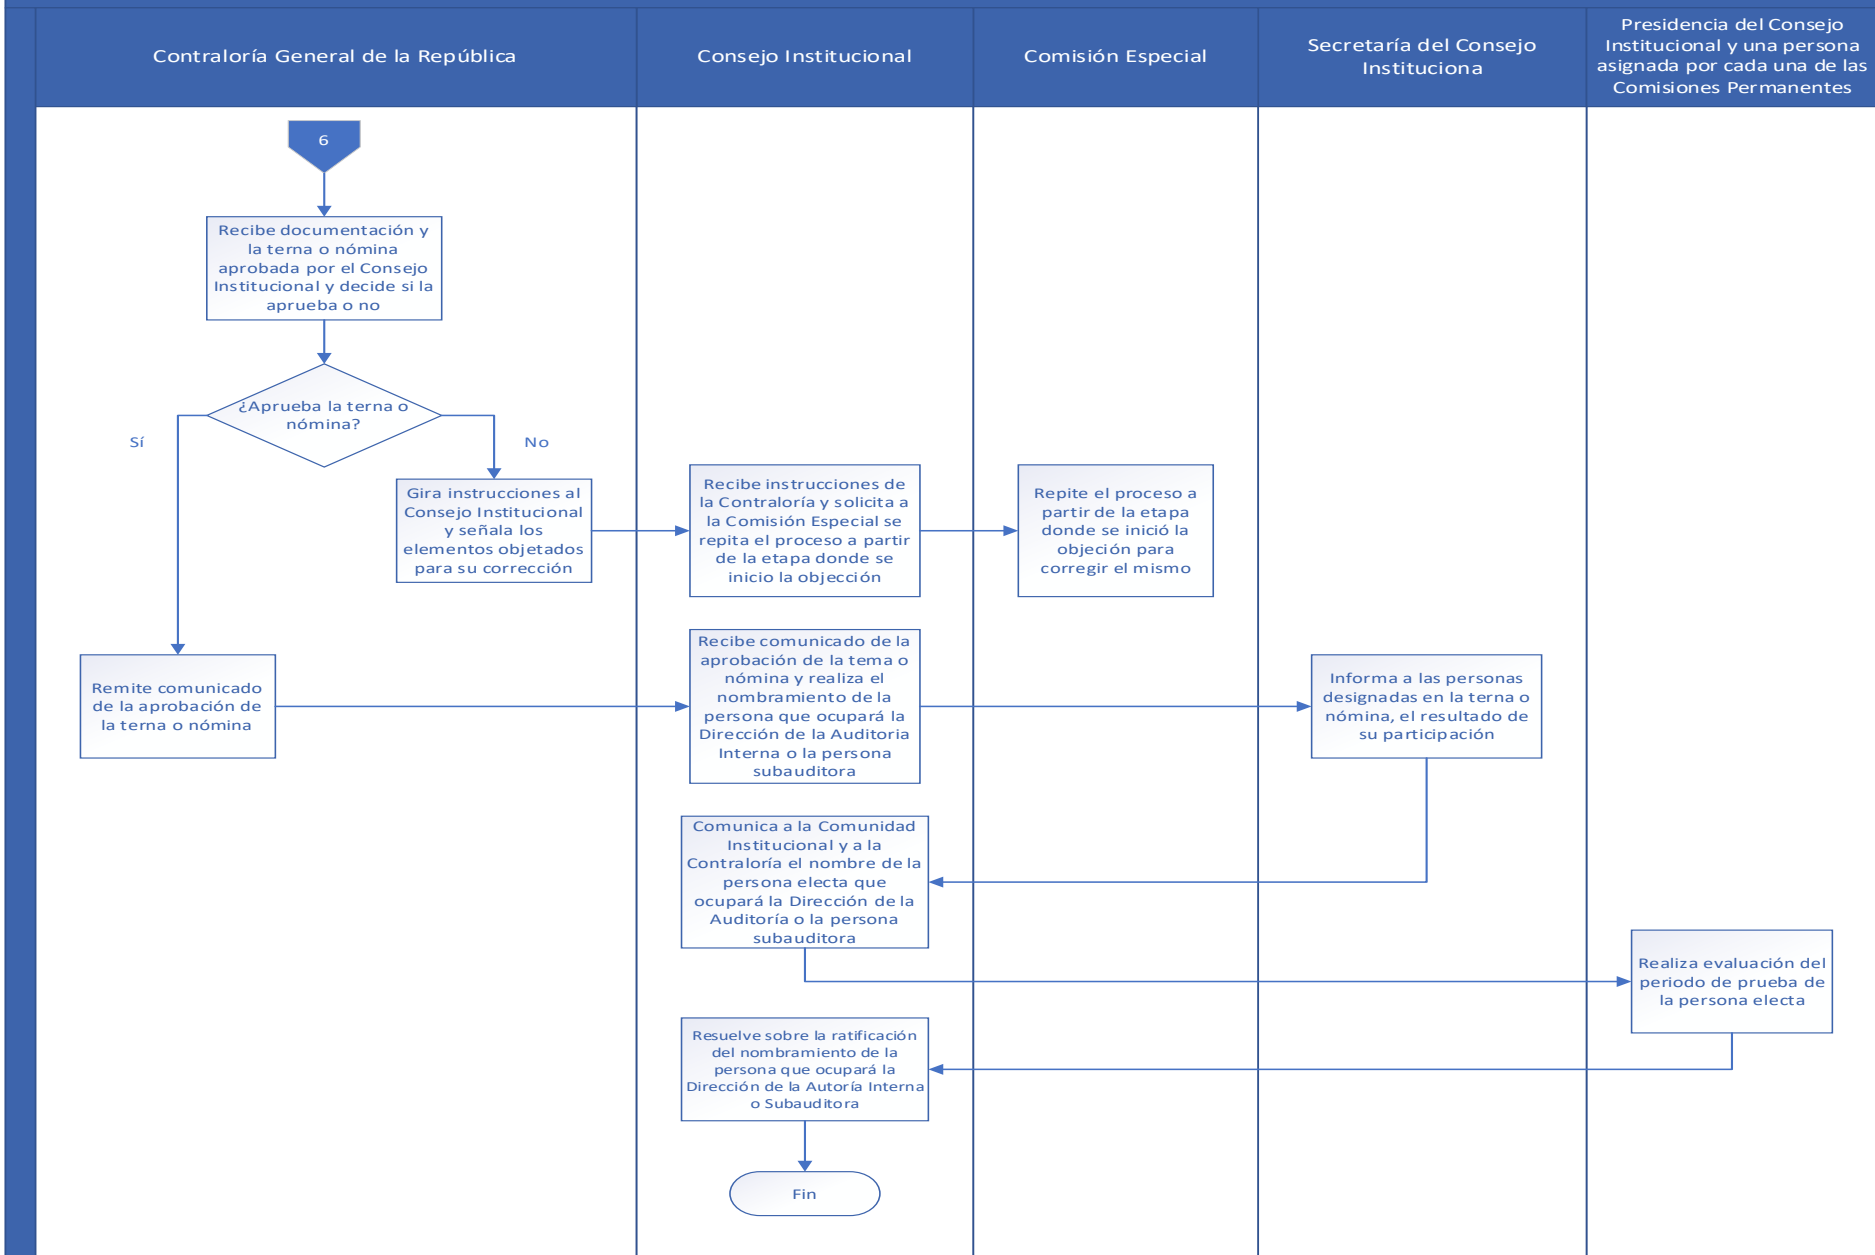 Contraloría General de la República
Consejo Institucional
Comisión Especial
Secretaría del Consejo
Instituciona
Presidencia del Consejo
Institucional y una persona
asignada por cada una de las
Comisiones Permanentes
6
Recibe documentación y
la terna o nómina
aprobada por el Consejo
Institucional y decide si la
aprueba o no
¿Aprueba la terna o
nómina?
Sí
No
Gira instrucciones al
Consejo Institucional
y señala los
elementos objetados
para su corrección
Recibe instrucciones de
la Contraloría y solicita a
la Comisión Especial se
repita el proceso a partir
de la etapa donde se
inicio la objección
Repite el proceso a
partir de la etapa
donde se inició la
objeción para
corregir el mismo
Remite comunicado
de la aprobación de
la terna o nómina
Recibe comunicado de la
aprobación de la tema o
nómina y realiza el
nombramiento de la
persona que ocupará la
Dirección de la Auditoria
Interna o la persona
subauditora
Informa a las personas
designadas en la terna o
nómina, el resultado de
su participación
Comunica a la Comunidad
Institucional y a la
Contraloría el nombre de la
persona electa que
ocupará la Dirección de la
Auditoría o la persona
subauditora
Realiza evaluación del
periodo de prueba de
la persona electa
Resuelve sobre la ratificación
del nombramiento de la
persona que ocupará la
Dirección de la Autoría Interna
o Subauditora
Fin